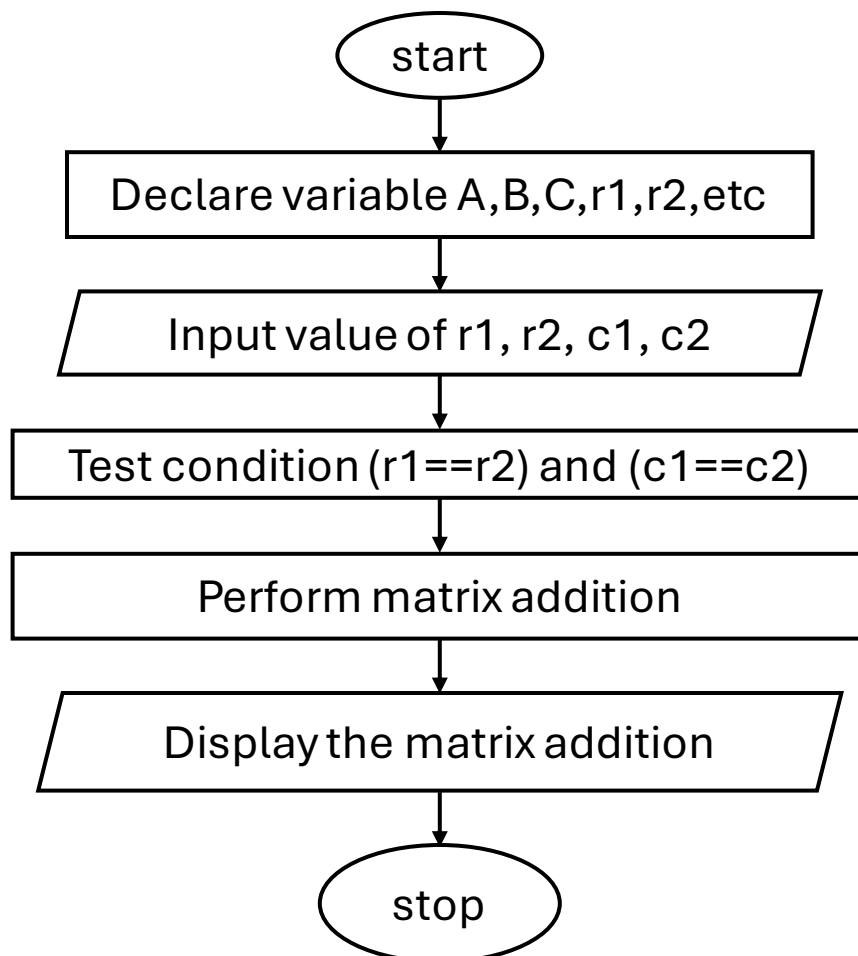 start
Declare variable A,B,C,r1,r2,etc
Input value of r1, r2, c1, c2
Test condition (r1==r2) and (c1==c2)
Perform matrix addition
Display the matrix addition
stop